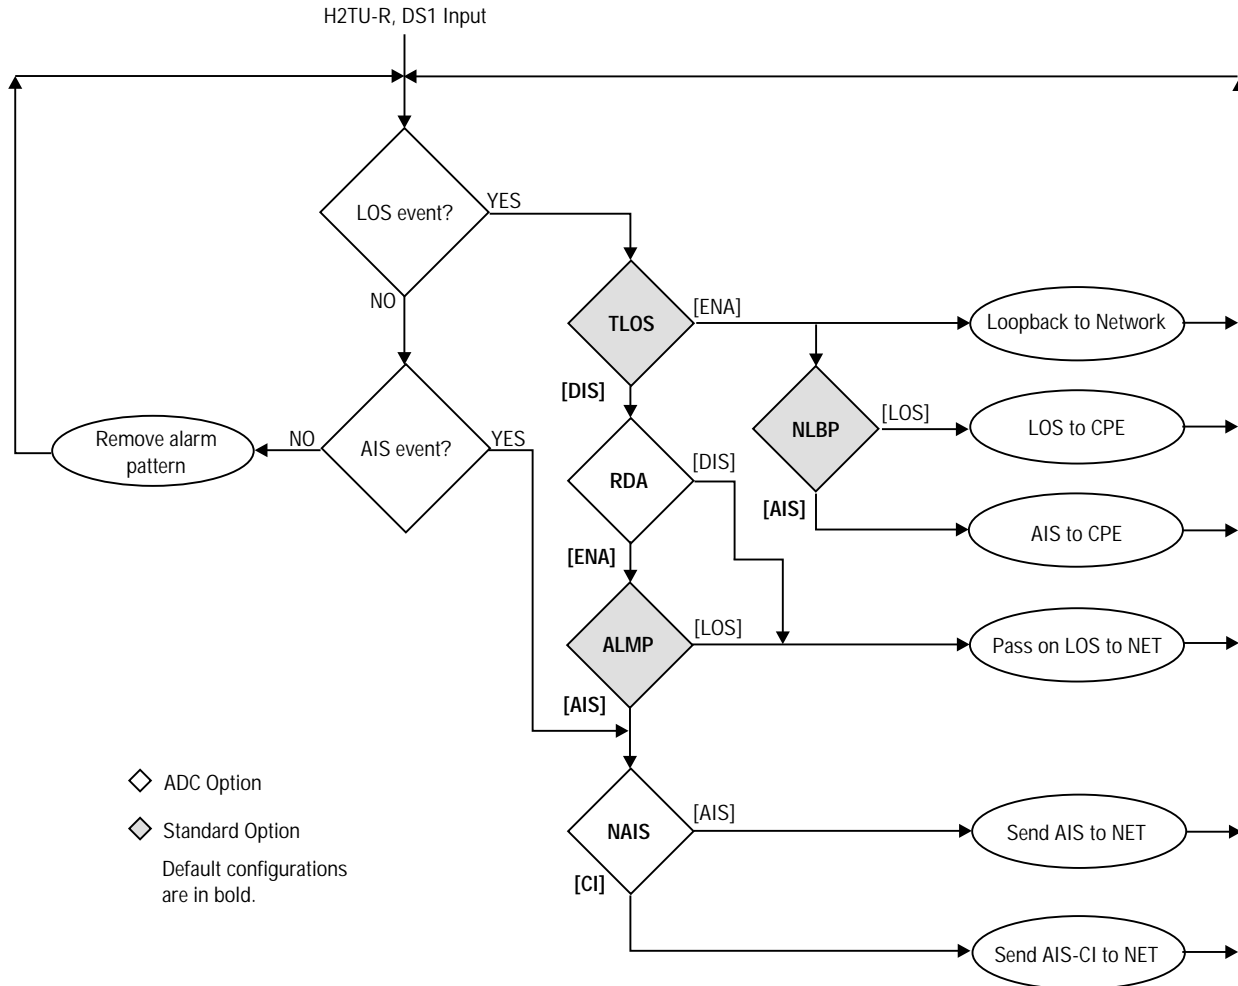 H2TU-R, DS1 Input
LOS event?
YES
NO
TLOS
[ENA]
Loopback to Network
[DIS]
NLBP
[LOS]
LOS to CPE
Remove alarm
pattern
NO
AIS event?
YES
RDA
[DIS]
[AIS]
AIS to CPE
[ENA]
ALMP
[LOS]
Pass on LOS to NET
[AIS]
ADC Option
Standard Option
Default configurations
are in bold.
NAIS
[AIS]
Send AIS to NET
[CI]
Send AIS-CI to NET